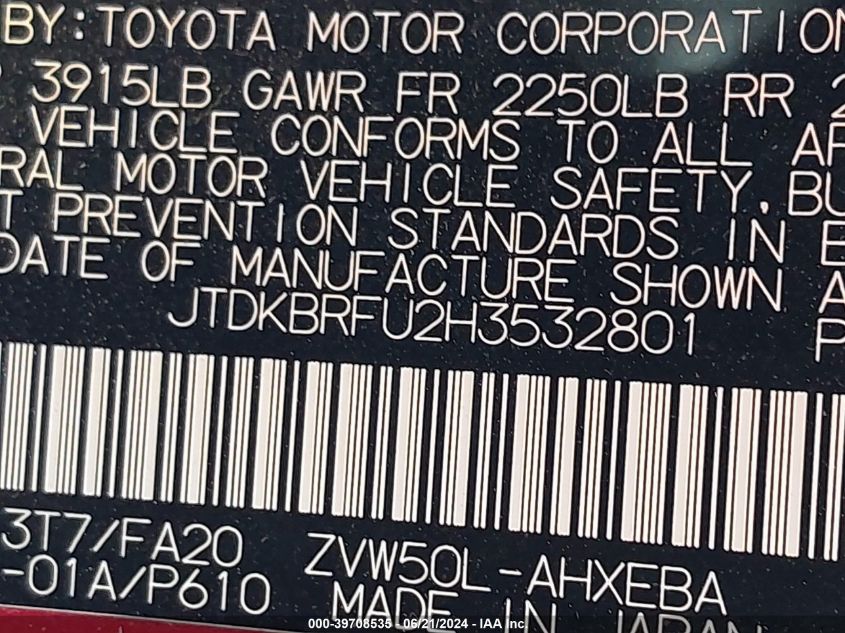 BY:TOYOTA MOTOR CORPORATION
3915LB GAWR FR 2250LB RR
VEHICLE CONFORMS TO ALL
MOTOR VEHICLE SAFETY,
PREVENTION STANDARDS IN
DATE OF MANUFACTURE SHOWN
JTDKBRFU2H3532801
3T7/FA20 ZVW50L-AHXEBA
-01A/P610 MADE IN JAPAN
000-39708535 - 06/21/2024 - IAA Inc.